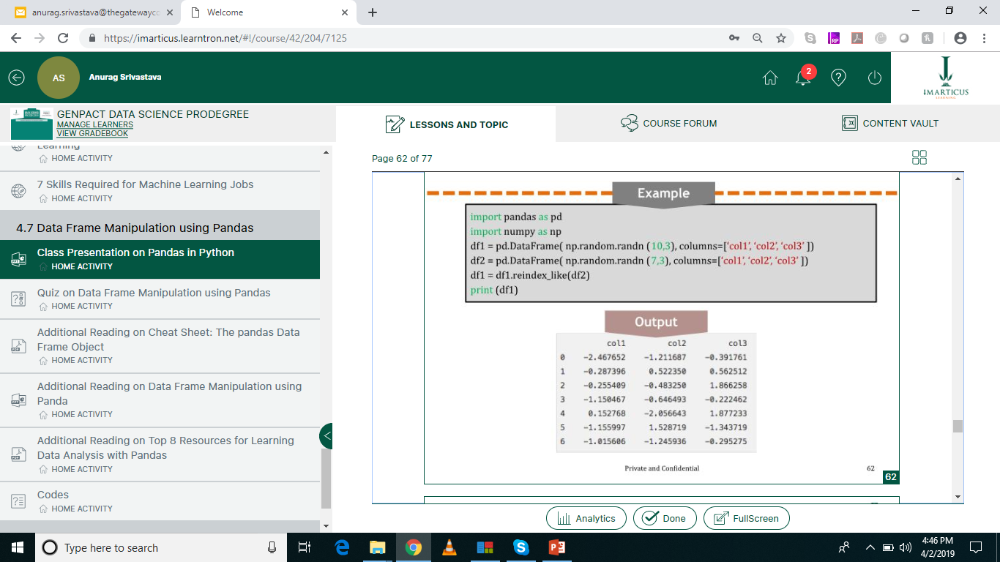 anurag.srivastava@thegatewayco
Welcome
https://imarticus.learntron.net/#!/course/42/204/7125
AS
Anurag Srivastava
2
IMARTICUS
LEARNING
GENPACT DATA SCIENCE PRODEGREE
MANAGE LEARNERS
VIEW GRADEBOOK
LESSONS AND TOPIC
COURSE FORUM
CONTENT VAULT
Learning
HOME ACTIVITY
7 Skills Required for Machine Learning Jobs
HOME ACTIVITY
4.7 Data Frame Manipulation using Pandas
Class Presentation on Pandas in Python
HOME ACTIVITY
Quiz on Data Frame Manipulation using Pandas
HOME ACTIVITY
Additional Reading on Cheat Sheet: The pandas Data
Frame Object
HOME ACTIVITY
Additional Reading on Data Frame Manipulation using
Panda
HOME ACTIVITY
Additional Reading on Top 8 Resources for Learning
Data Analysis with Pandas
HOME ACTIVITY
Codes
HOME ACTIVITY
Page 62 of 77
Example
import pandas as pd
import numpy as np
df1 = pd.DataFrame( np.random.randn (10,3), columns=['col1', 'col2', 'col3' ])
df2 = pd.DataFrame( np.random.randn (7,3), columns=['col1', 'col2', 'col3' ])
df1 = df1.reindex_like(df2)
print (df1)
Output
col1 col2 col3
0 -2.467652 -1.211687 -0.391761
1 -0.287396 0.522350 0.562512
2 -0.255409 -0.483250 1.866258
3 -1.150467 -0.646493 -0.222462
4 0.152768 -2.056643 1.877233
5 -1.155997 1.528719 -1.343719
6 -1.015606 -1.245936 -0.295275
Private and Confidential 62
62
Analytics
Done
FullScreen
Type here to search
4:46 PM
4/2/2019